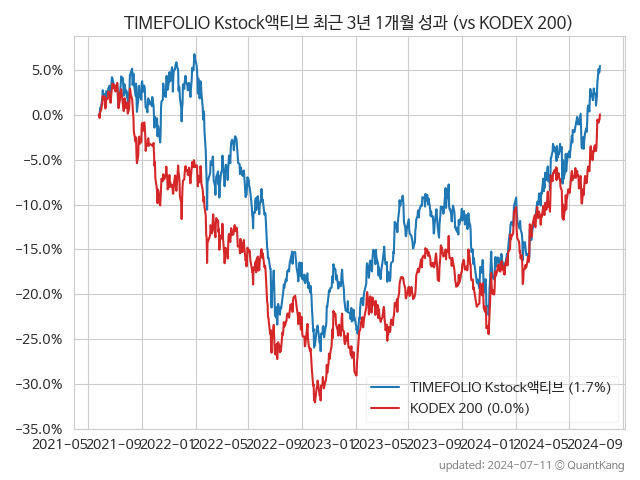 TIMEFOLIO Kstock액티브 최근 3년 1개월 성과 (vs KODEX 200)
5.0%
0.0%
−5.0%
−10.0%
−15.0%
−20.0%
−25.0%
−30.0%
−35.0%
TIMEFOLIO Kstock액티브 (1.7%)
KODEX 200 (0.0%)
2021-05 2021-09 2022-01 2022-05 2022-09 2023-01 2023-05 2023-09 2024-01 2024-05 2024-09
updated: 2024-07-11 © QuantKang